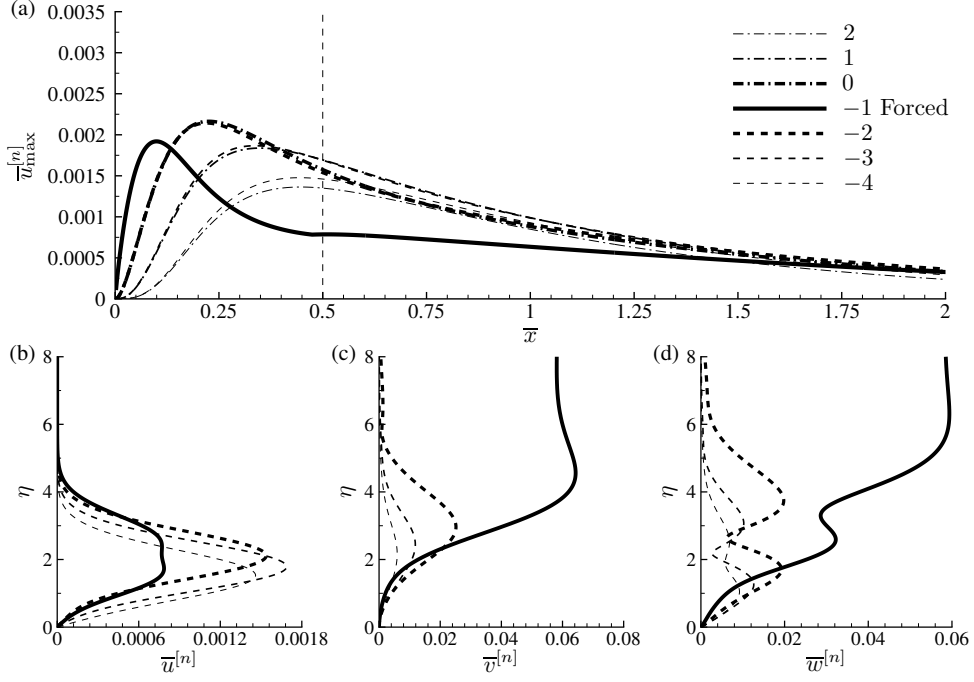 (a)
0.0035
0.003
0.0025
0.002
0.0015
0.001
0.0005
0
u̅[n]max
2
1
0
−1 Forced
−2
−3
−4
0 0.25 0.5 0.75 1 1.25 1.5 1.75 2
x̅
(b) (c) (d)
8 8 8
6 6 6
η η η
4 4 4
2 2 2
0 0 0
0.0006 0.0012 0.0018 0 0.02 0.04 0.06 0.08 0 0.02 0.04 0.06
u̅[n] v̅[n] w̅[n]